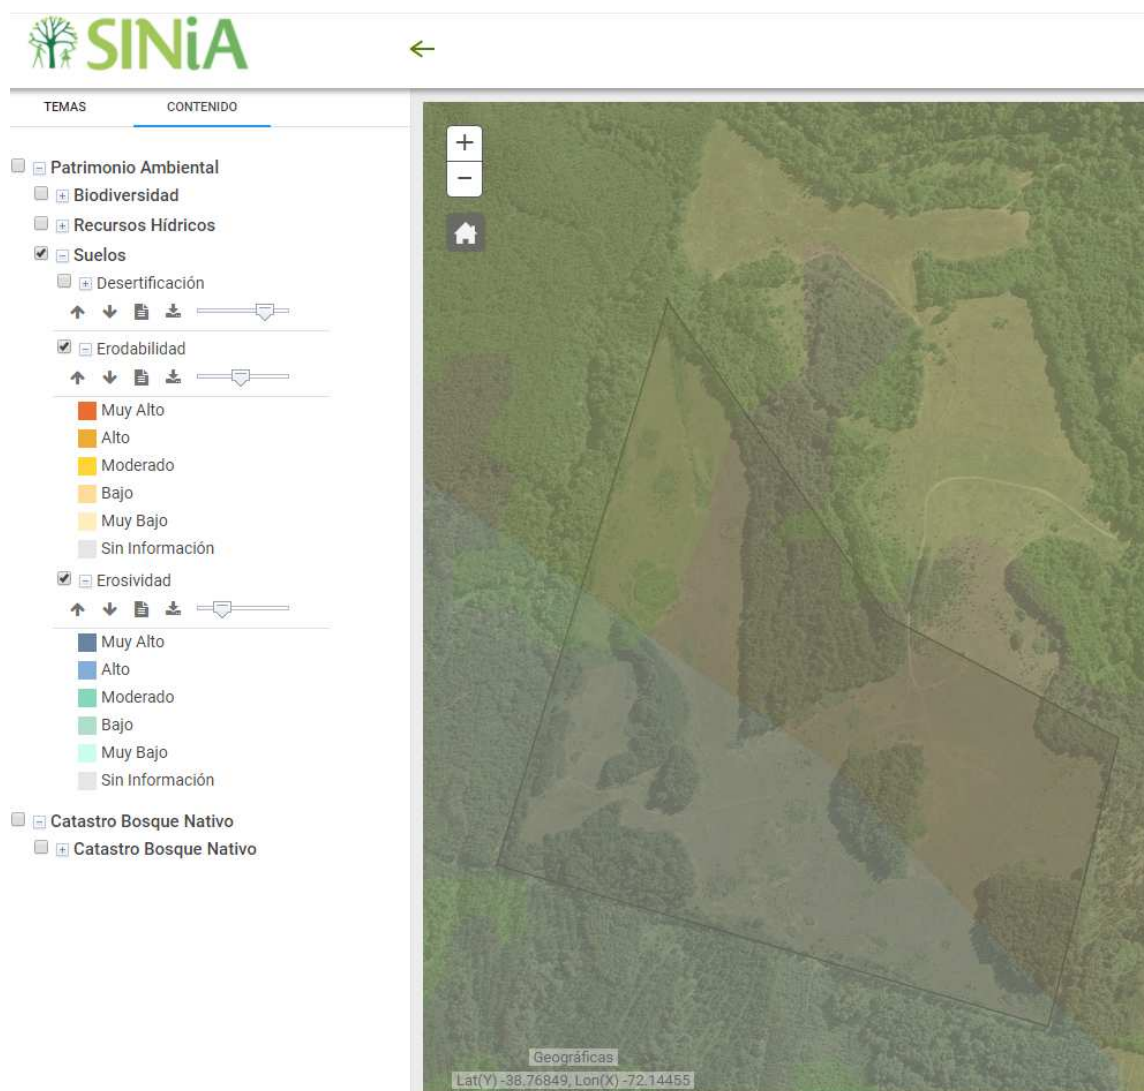 SINiA
TEMAS CONTENIDO
Patrimonio Ambiental
Biodiversidad
Recursos Hídricos
Suelos
Desertificación
Erodabilidad
Muy Alto
Alto
Moderado
Bajo
Muy Bajo
Sin Información
Erosividad
Muy Alto
Alto
Moderado
Bajo
Muy Bajo
Sin Información
Catastro Bosque Nativo
Catastro Bosque Nativo
+
−
Geográficas
Lat(Y) -38.76849, Lon(X) -72.14455